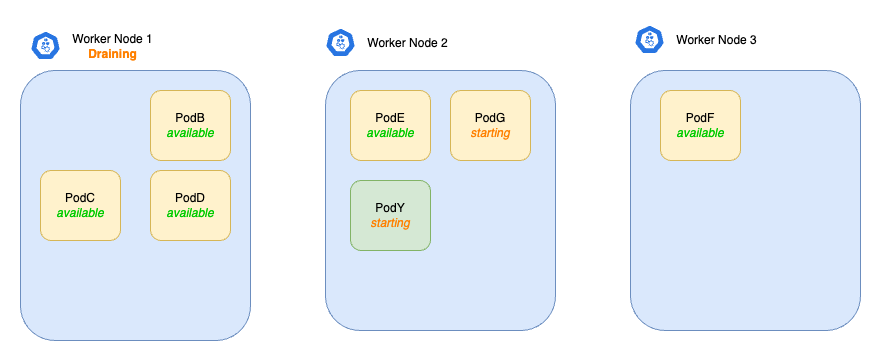 Worker Node 1
Draining
PodB
available
PodC
available
PodD
available
Worker Node 2
PodE
available
PodG
starting
PodY
starting
Worker Node 3
PodF
available